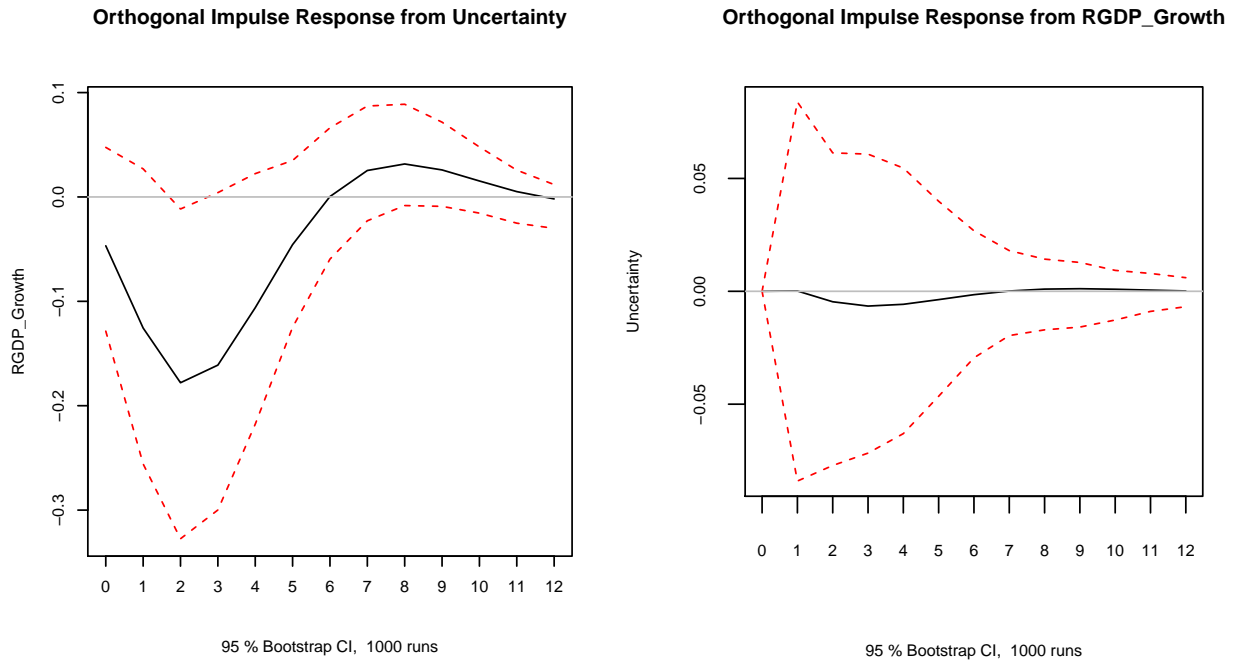 Orthogonal Impulse Response from Uncertainty
0.1
0.0
−0.1
−0.2
−0.3
RGDP_Growth
0 1 2 3 4 5 6 7 8 9 10 11 12
95 % Bootstrap CI, 1000 runs
Orthogonal Impulse Response from RGDP_Growth
0.05
0.00
−0.05
Uncertainty
0 1 2 3 4 5 6 7 8 9 10 11 12
95 % Bootstrap CI, 1000 runs